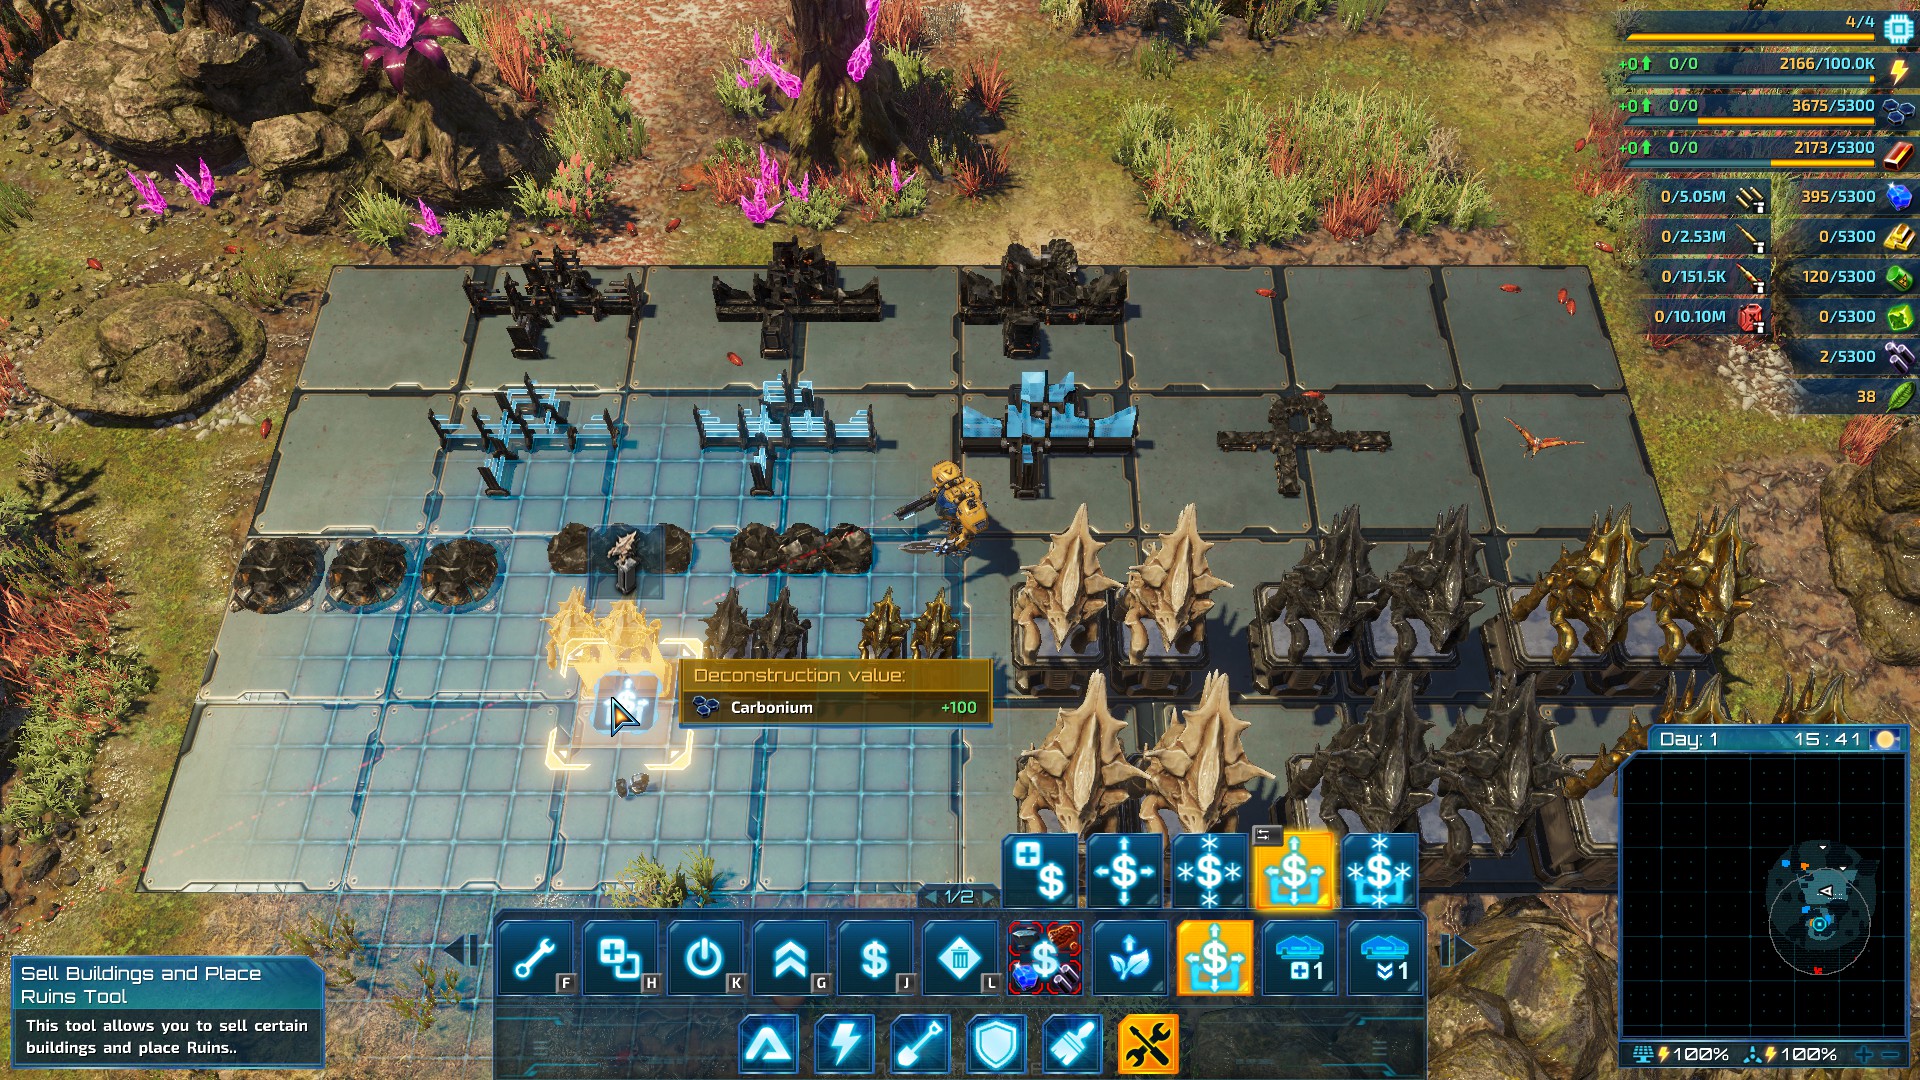 4/4
+0 0/0 2166/100.0K
+0 0/0 3675/5300
+0 0/0 2173/5300
0/5.05M 395/5300
0/2.53M 0/5300
0/151.5K 120/5300
0/10.10M 0/5300
2/5300
38
Deconstruction value:
Carbonium +100
Day: 1 15:41
1/2
F H K G J L 1 1
Sell Buildings and Place
Ruins Tool
This tool allows you to sell certain
buildings and place Ruins..
100% 100%